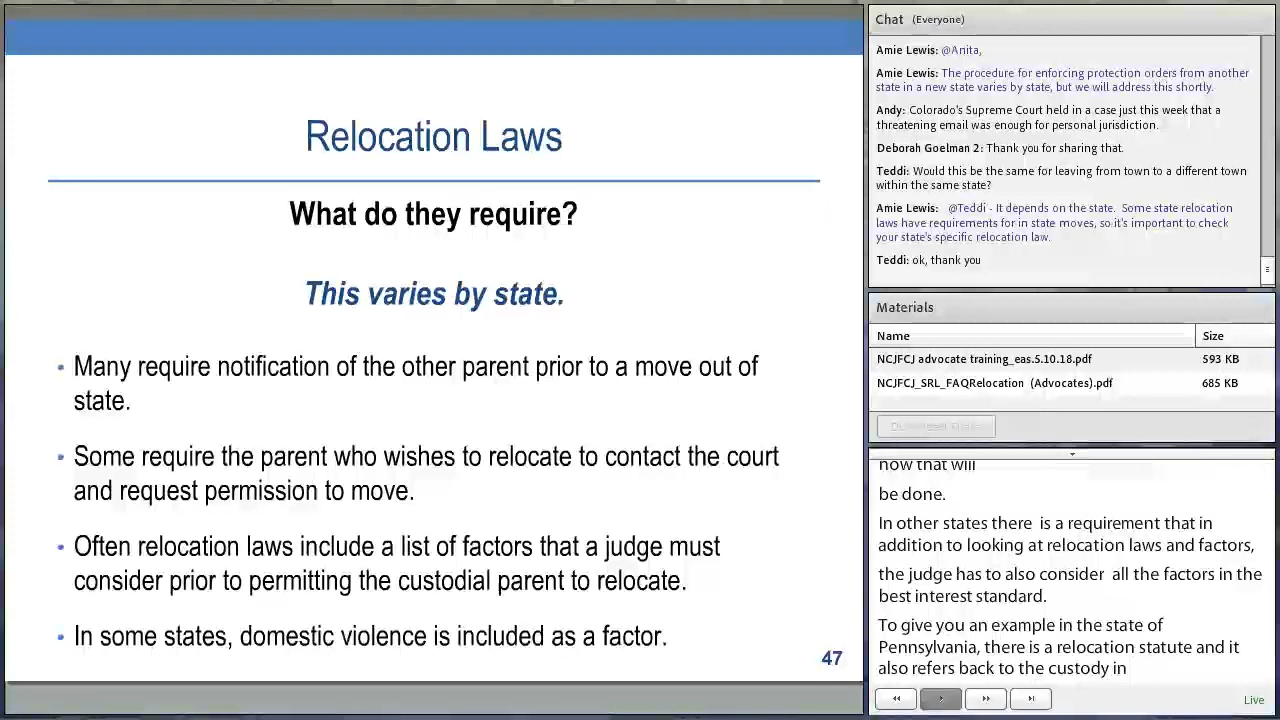 Relocation Laws
What do they require?
This varies by state.
• Many require notification of the other parent prior to a move out of
state.
• Some require the parent who wishes to relocate to contact the court
and request permission to move.
• Often relocation laws include a list of factors that a judge must
consider prior to permitting the custodial parent to relocate.
• In some states, domestic violence is included as a factor.
47
Chat (Everyone)
Amie Lewis: @Anita,
Amie Lewis: The procedure for enforcing protection orders from another
state in a new state varies by state, but we will address this shortly.
Andy: Colorado's Supreme Court held in a case just this week that a
threatening email was enough for personal jurisdiction.
Deborah Goelman 2: Thank you for sharing that.
Teddi: Would this be the same for leaving from town to a different town
within the same state?
Amie Lewis: @Teddi - It depends on the state. Some state relocation
laws have requirements for in state moves, so it's important to check
your state's specific relocation law.
Teddi: ok, thank you
Materials
Name Size
NCJFCJ advocate training_eas.5.10.18.pdf 593 KB
NCJFCJ_SRL_FAQRelocation (Advocates).pdf 685 KB
now that will
be done.
In other states there is a requirement that in
addition to looking at relocation laws and factors,
the judge has to also consider all the factors in the
best interest standard.
To give you an example in the state of
Pennsylvania, there is a relocation statute and it
also refers back to the custody in
Live